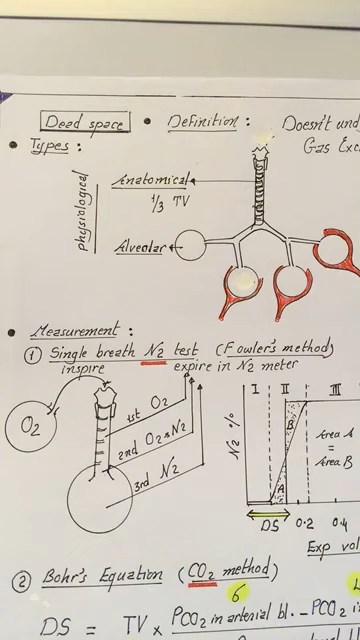 Dead space • Definition : Doesn't
• Types : Gas
physiological
Anatomical
1/3 TV
Alveolar
• Measurement :
① Single breath N2 test (Fowler's method)
inspire expire in N2 meter
O2
1st O2
2nd O2 + N2
3rd N2
N2 %
I II III
B
A
Area A
=
Area B
DS 0.2 0.4
Exp
② Bohr's Equation (CO2 method)
6
DS = TV x PCO2 in arterial bl. - PCO2